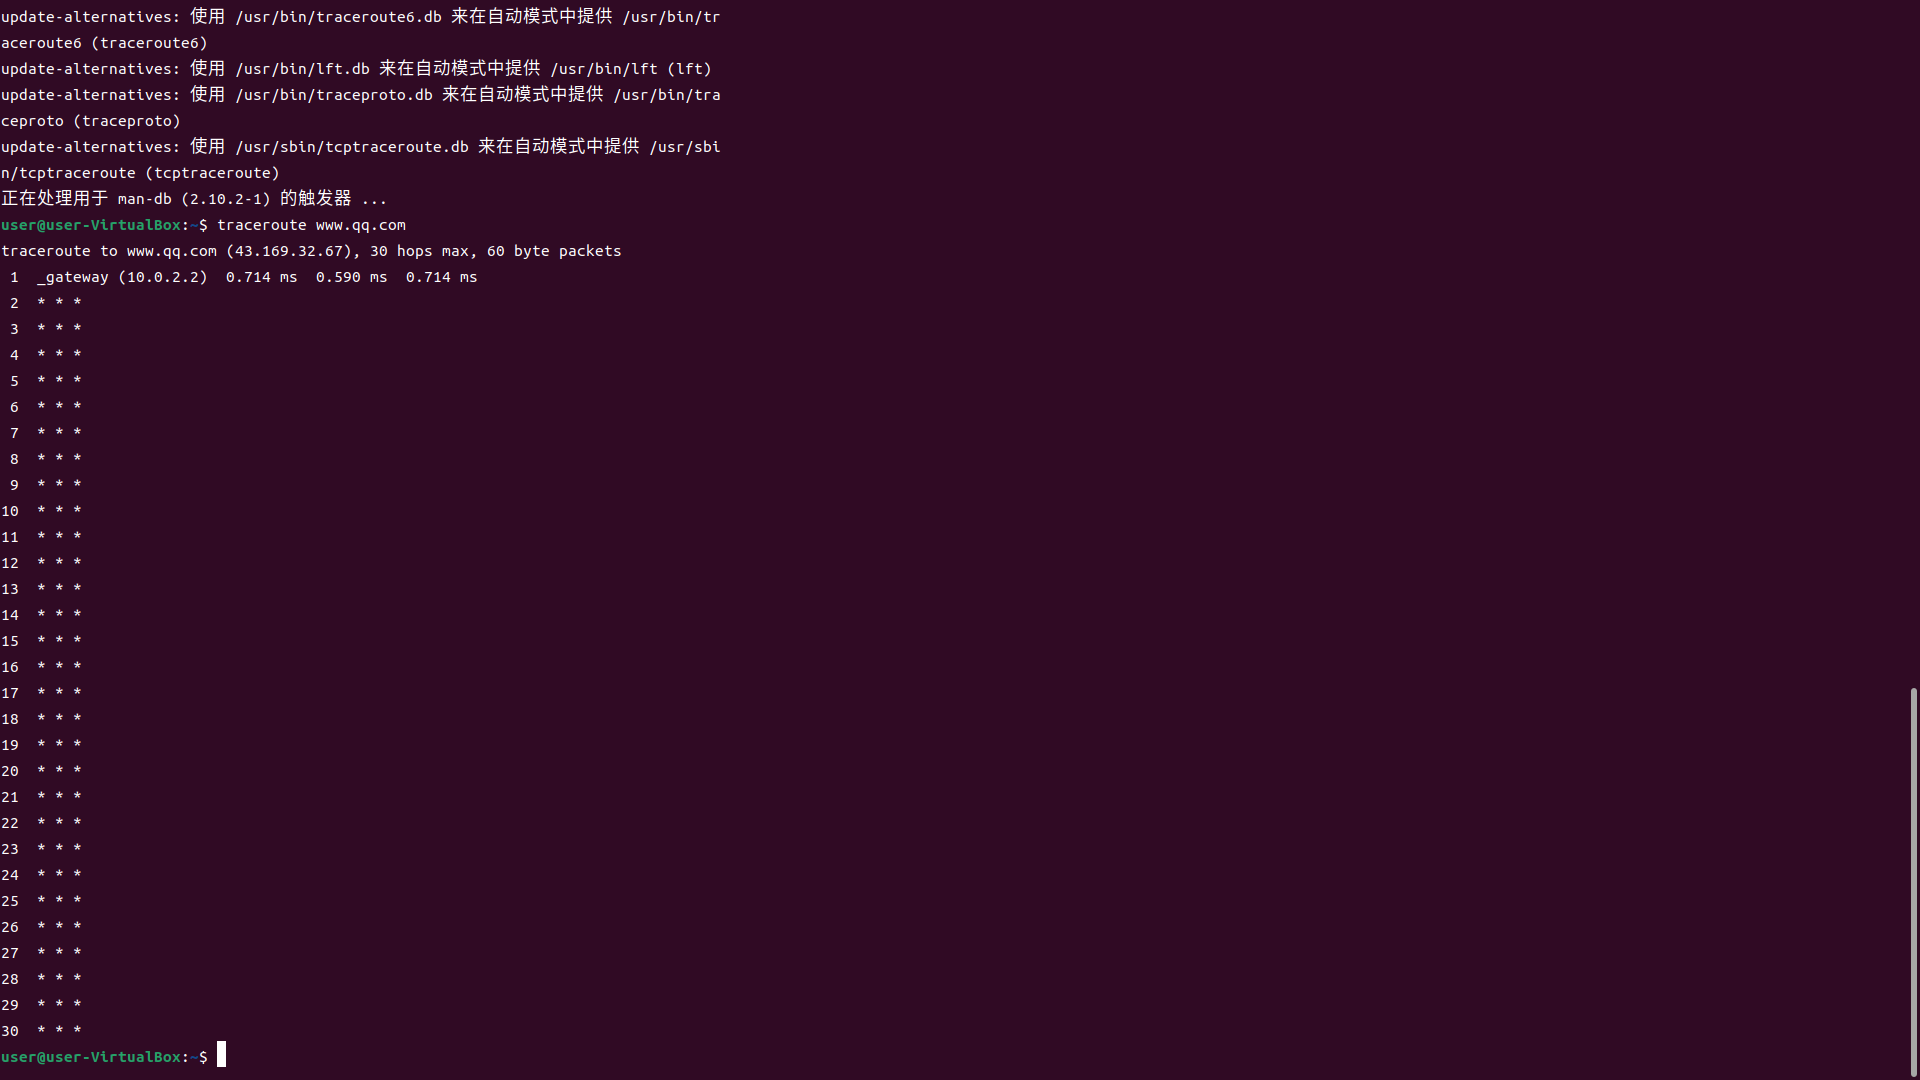 update-alternatives: 使用 /usr/bin/traceroute6.db 来在自动模式中提供 /usr/bin/tr
aceroute6 (traceroute6)
update-alternatives: 使用 /usr/bin/lft.db 来在自动模式中提供 /usr/bin/lft (lft)
update-alternatives: 使用 /usr/bin/traceproto.db 来在自动模式中提供 /usr/bin/tra
ceproto (traceproto)
update-alternatives: 使用 /usr/sbin/tcptraceroute.db 来在自动模式中提供 /usr/sbi
n/tcptraceroute (tcptraceroute)
正在处理用于 man-db (2.10.2-1) 的触发器 ...
user@user-VirtualBox:~$ traceroute www.qq.com
traceroute to www.qq.com (43.169.32.67), 30 hops max, 60 byte packets
 1  _gateway (10.0.2.2)  0.714 ms  0.590 ms  0.714 ms
 2  * * *
 3  * * *
 4  * * *
 5  * * *
 6  * * *
 7  * * *
 8  * * *
 9  * * *
10  * * *
11  * * *
12  * * *
13  * * *
14  * * *
15  * * *
16  * * *
17  * * *
18  * * *
19  * * *
20  * * *
21  * * *
22  * * *
23  * * *
24  * * *
25  * * *
26  * * *
27  * * *
28  * * *
29  * * *
30  * * *
user@user-VirtualBox:~$